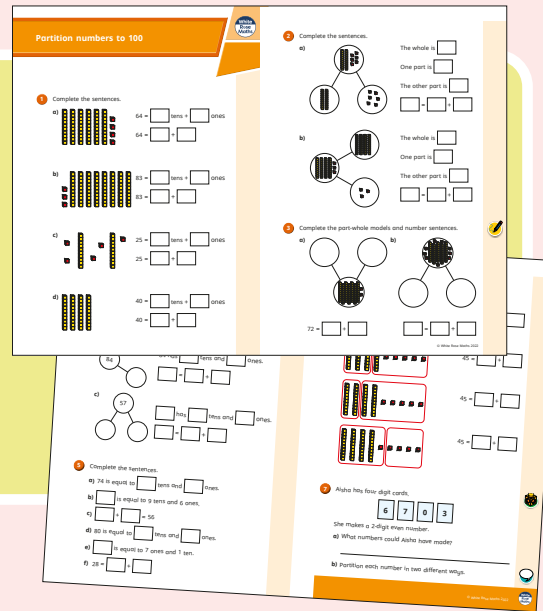 Partition numbers to 100
White
Rose
Maths
1 Complete the sentences.
a)
64 = tens + ones
64 = +
b)
83 = tens + ones
83 = +
c)
25 = tens + ones
25 = +
d)
40 = tens + ones
40 = +
2 Complete the sentences.
a)
The whole is
One part is
The other part is
= +
b)
The whole is
One part is
The other part is
= +
3 Complete the part-whole models and number sentences.
a) b)
72 = + = +
© White Rose Maths 2022
84
tens and ones.
= +
c)
57
has tens and ones.
= +
5 Complete the sentences.
a) 74 is equal to tens and ones.
b) is equal to 9 tens and 6 ones.
c) + = 56
d) 80 is equal to tens and ones.
e) is equal to 7 ones and 1 ten.
f) 28 = +
45 = +
45 = +
45 = +
7 Aisha has four digit cards.
6 7 0 3
She makes a 2-digit even number.
a) What numbers could Aisha have made?
b) Partition each number in two different ways.